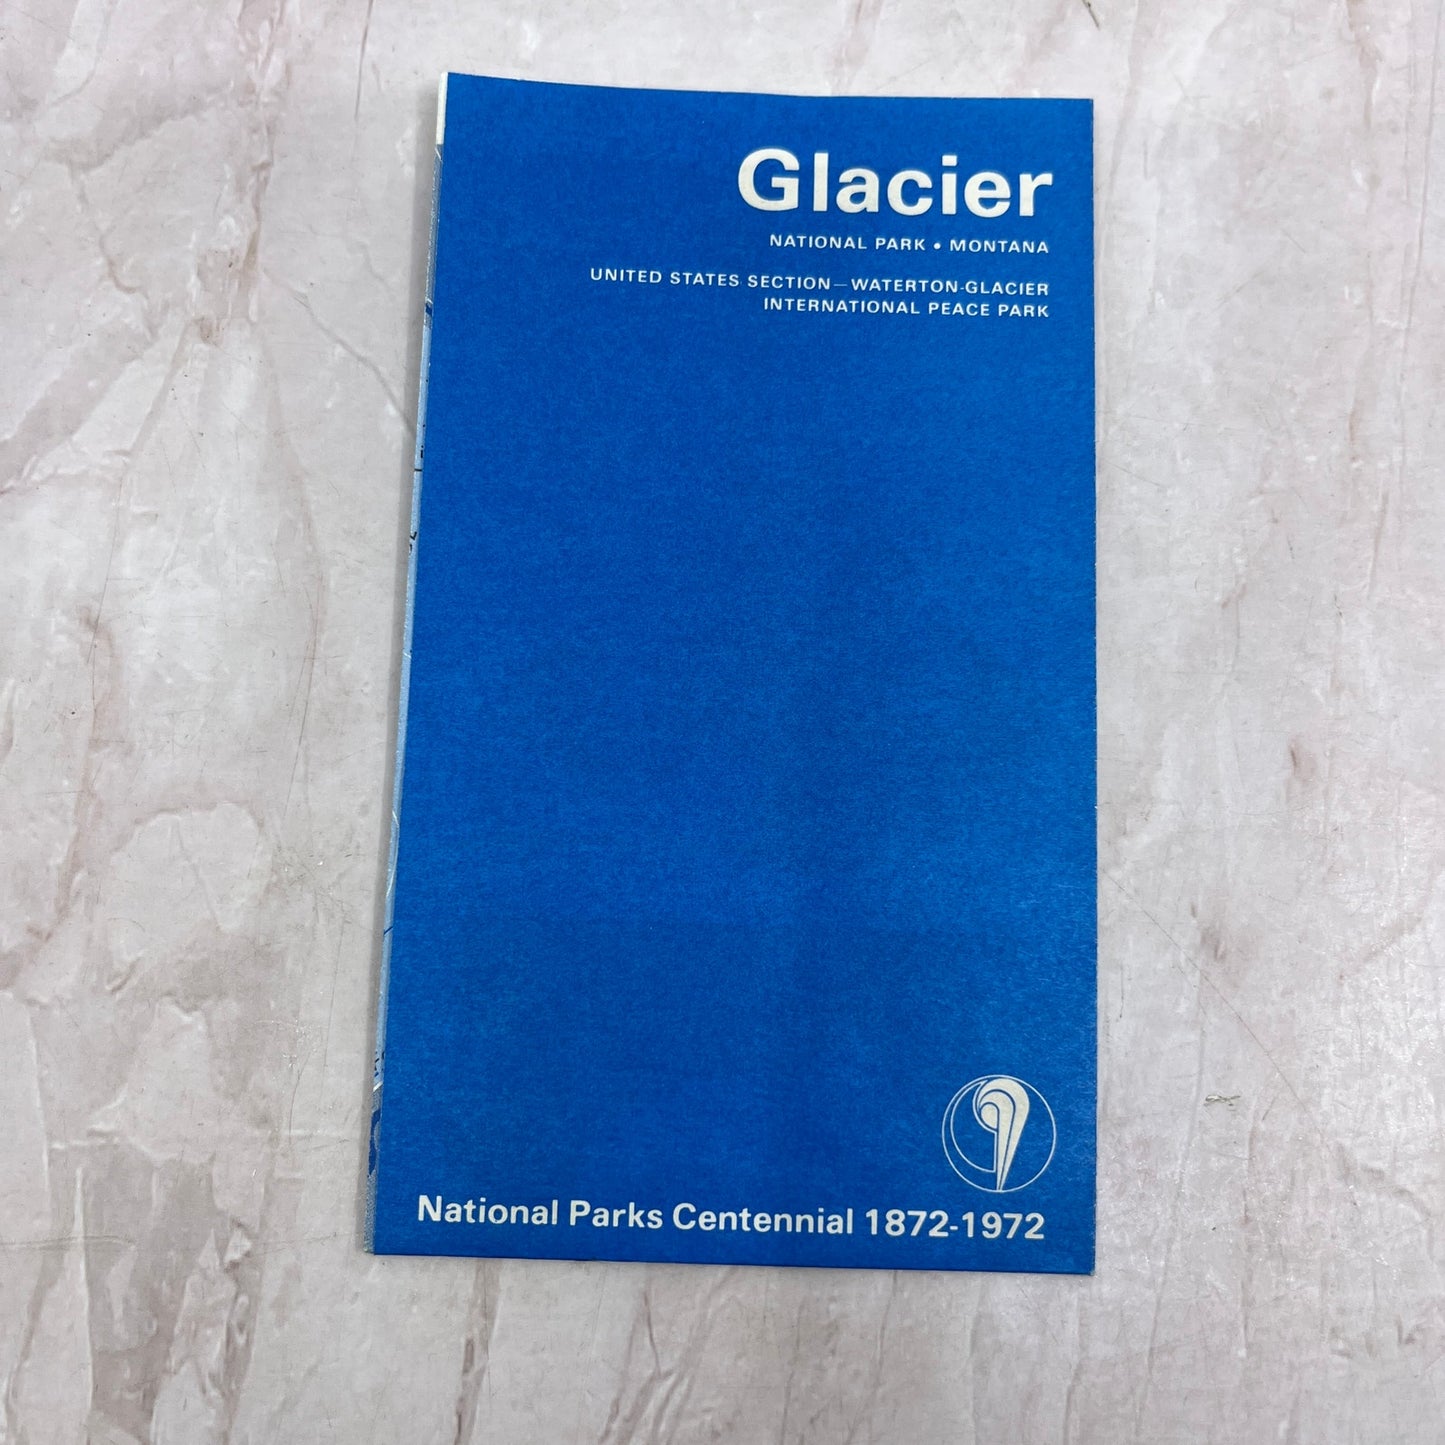 Glacier
NATIONAL PARK • MONTANA
UNITED STATES SECTION—WATERTON-GLACIER
INTERNATIONAL PEACE PARK
National Parks Centennial 1872-1972